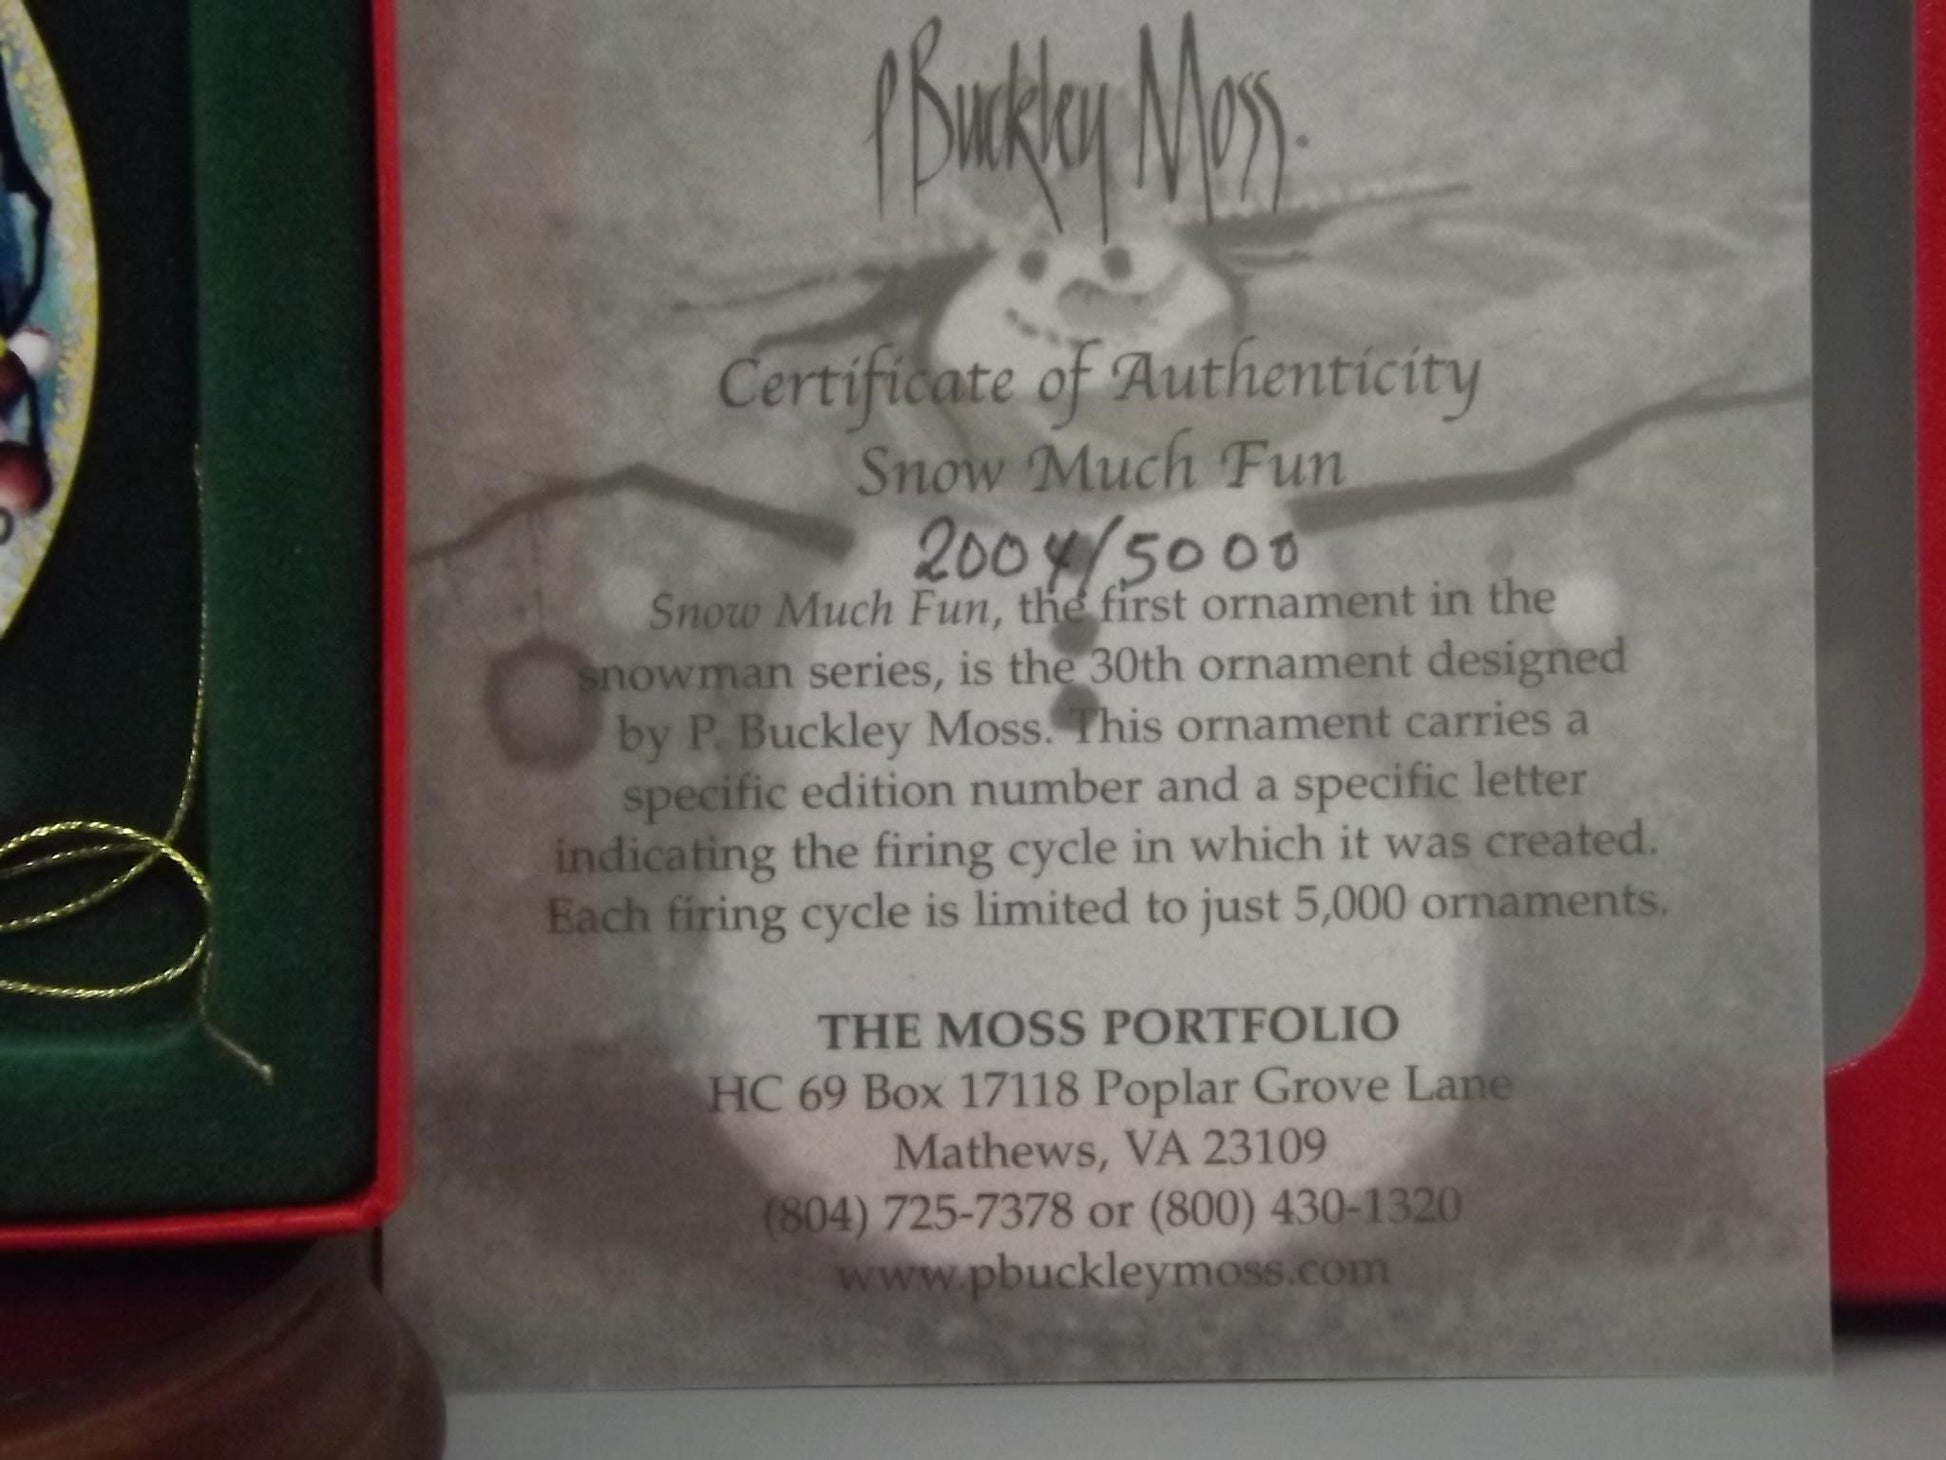 P Buckley Moss.
Certificate of Authenticity
Snow Much Fun
2004/5000
Snow Much Fun, the first ornament in the
snowman series, is the 30th ornament designed
by P. Buckley Moss. This ornament carries a
specific edition number and a specific letter
indicating the firing cycle in which it was created.
Each firing cycle is limited to just 5,000 ornaments.
THE MOSS PORTFOLIO
HC 69 Box 17118 Poplar Grove Lane
Mathews, VA 23109
(804) 725-7378 or (800) 430-1320
www.pbuckleymoss.com